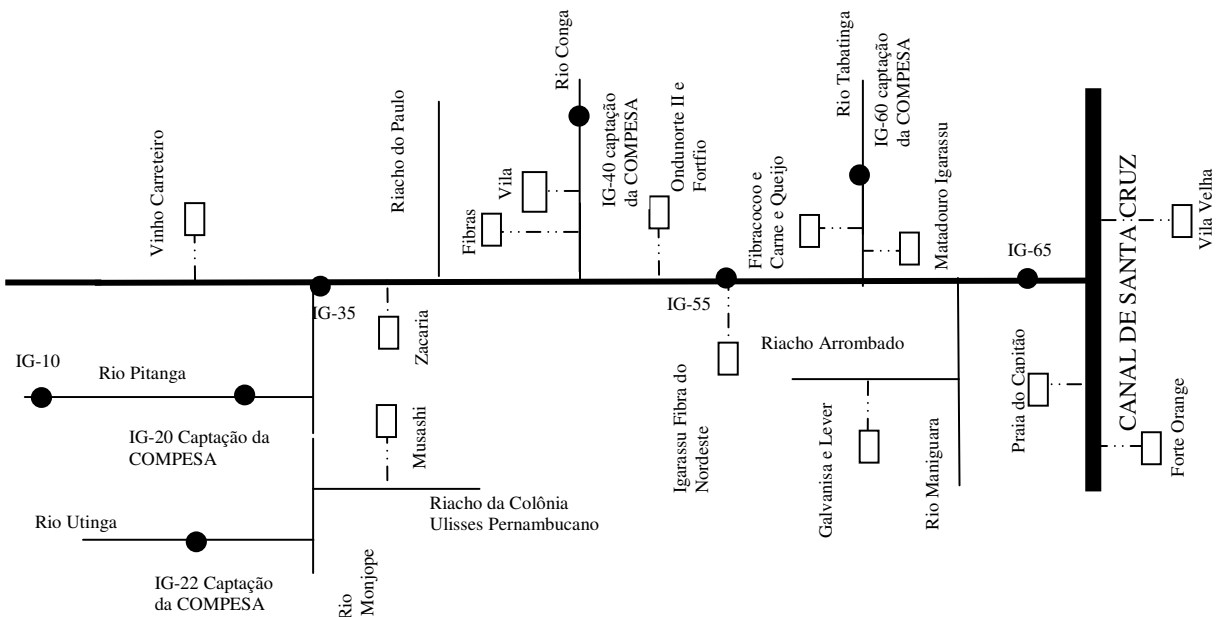 Vinho Carreteiro
Riacho do Paulo
Fibras
Vila
Rio Conga
IG-40 captação
da COMPESA
Ondunorte II e
Fortfio
Fibracocoo e
Carne e Queijo
Rio Tabatinga
IG-60 captação
da COMPESA
Matadouro Igarassu
IG-65
CANAL DE SANTA CRUZ
Vila Velha
IG-35
Zacaria
IG-55
Riacho Arrombado
IG-10
Rio Pitanga
IG-20 Captação da
COMPESA
Musashi
Igarassu Fibra do
Nordeste
Galvanisa e Lever
Rio Maniguara
Praia do Capitão
Forte Orange
Riacho da Colônia
Ulisses Pernambucano
Rio Utinga
IG-22 Captação
da COMPESA
Rio
Monjope